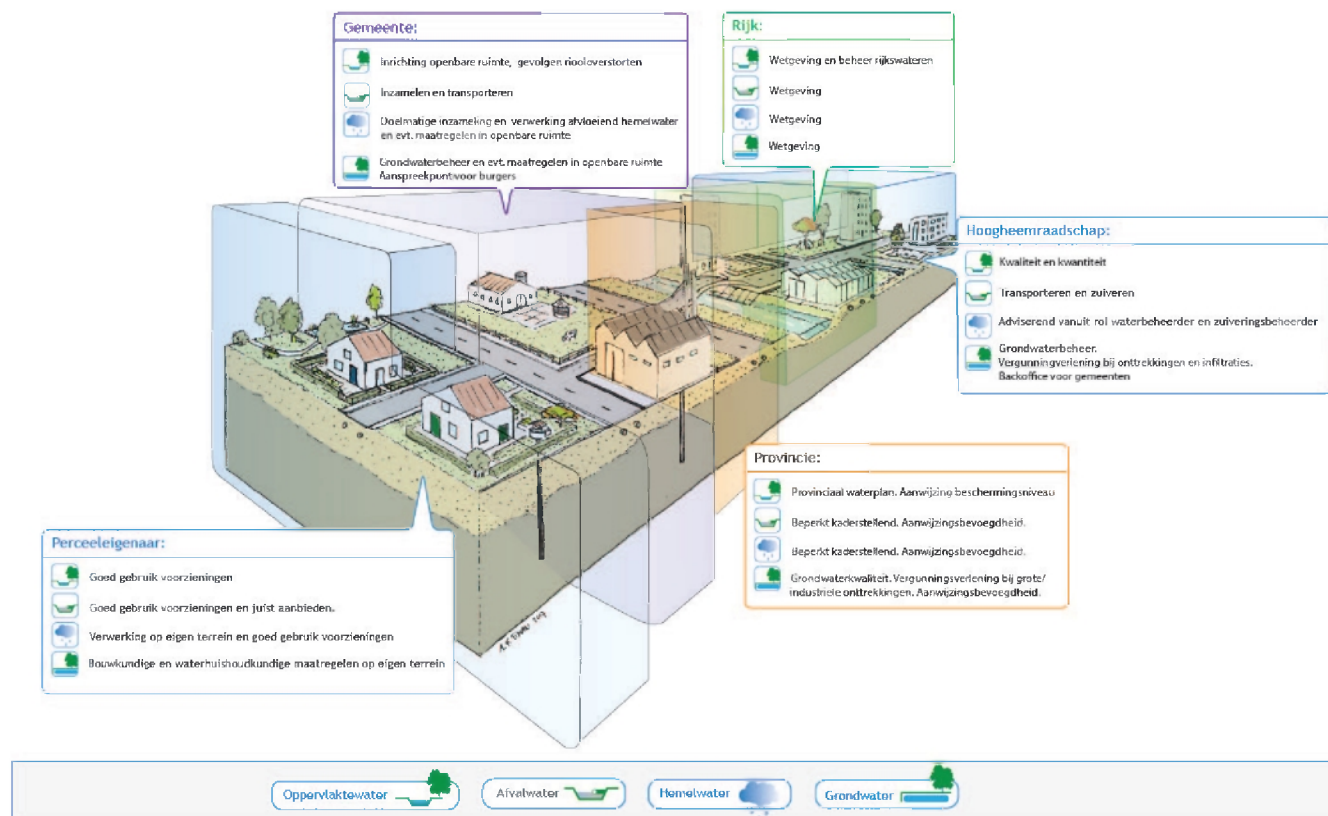 Gemeente:
Inrichting openbare ruimte, gevolgen riooloverstorten
Inzamelen en transporteren
Doelmatige inzameling en verwerking afvloeiend hemelwater
en evt. maatregelen in openbare ruimte
Grondwaterbeheer en evt. maatregelen in openbare ruimte
Aanspreekpuntvoor burgers
Rijk:
Wetgeving en beheer rijkswateren
Wetgeving
Wetgeving
Wetgeving
Hoogheemraadschap:
Kwaliteit en kwantiteit
Transporteren en zuiveren
Adviserend vanuit rol waterbeheerder en zuiveringsbeheerder
Grondwaterbeheer.
Vergunningverlening bij onttrekkingen en infiltraties.
Backoffice voor gemeenten
Provincie:
Provinciaal waterplan. Aanwijzing beschermingsniveau
Beperkt kaderstellend. Aanwijzingsbevoegdheid.
Beperkt kaderstellend. Aanwijzingsbevoegdheid.
Grondwaterkwaliteit. Vergunningsverlening bij grote/
industriele onttrekkingen. Aanwijzingsbevoegdheid.
Perceeleigenaar:
Goed gebruik voorzieningen
Goed gebruik voorzieningen en juist aanbieden.
Verwerking op eigen terrein en goed gebruik voorzieningen
Bouwkundige en waterhuishoudkundige maatregelen op eigen terrein
Oppervlaktewater
Afvalwater
Hemelwater
Grondwater